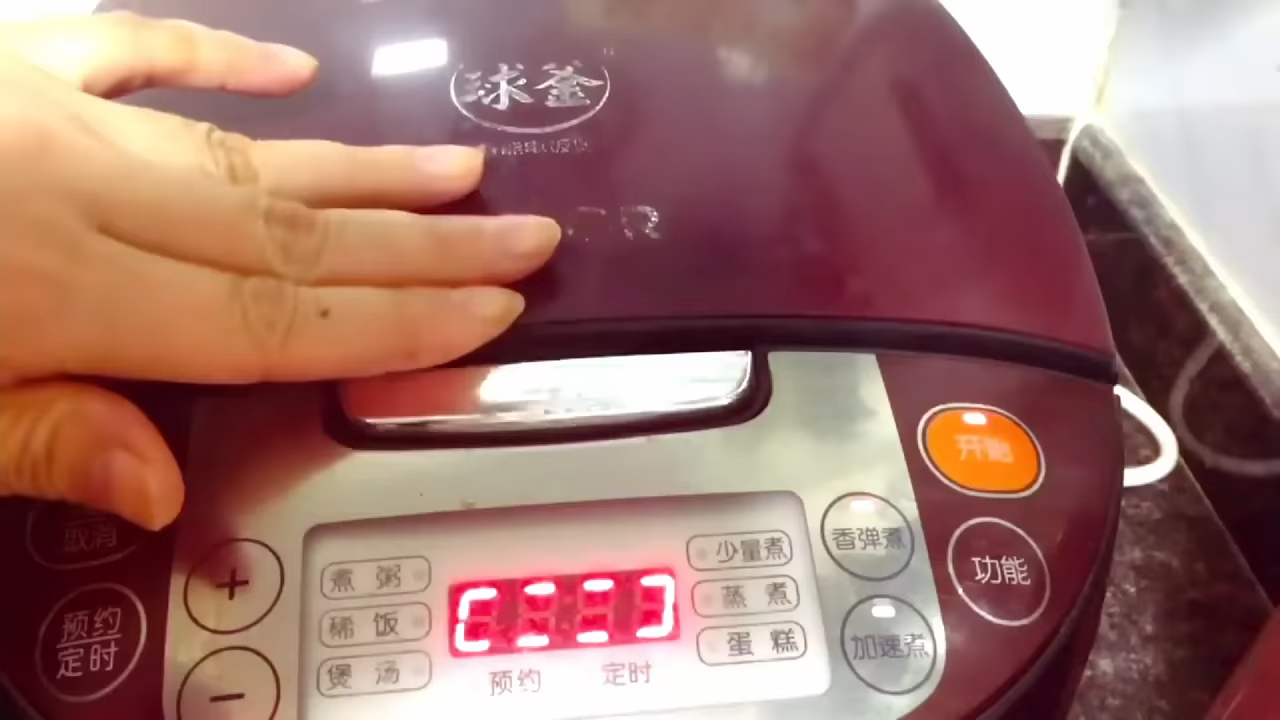 球釜
R
开始
取消
预约
定时
+
−
煮 粥
稀 饭
煲 汤
预约 定时
少量煮
蒸 煮
蛋 糕
香弹煮
加速煮
功能